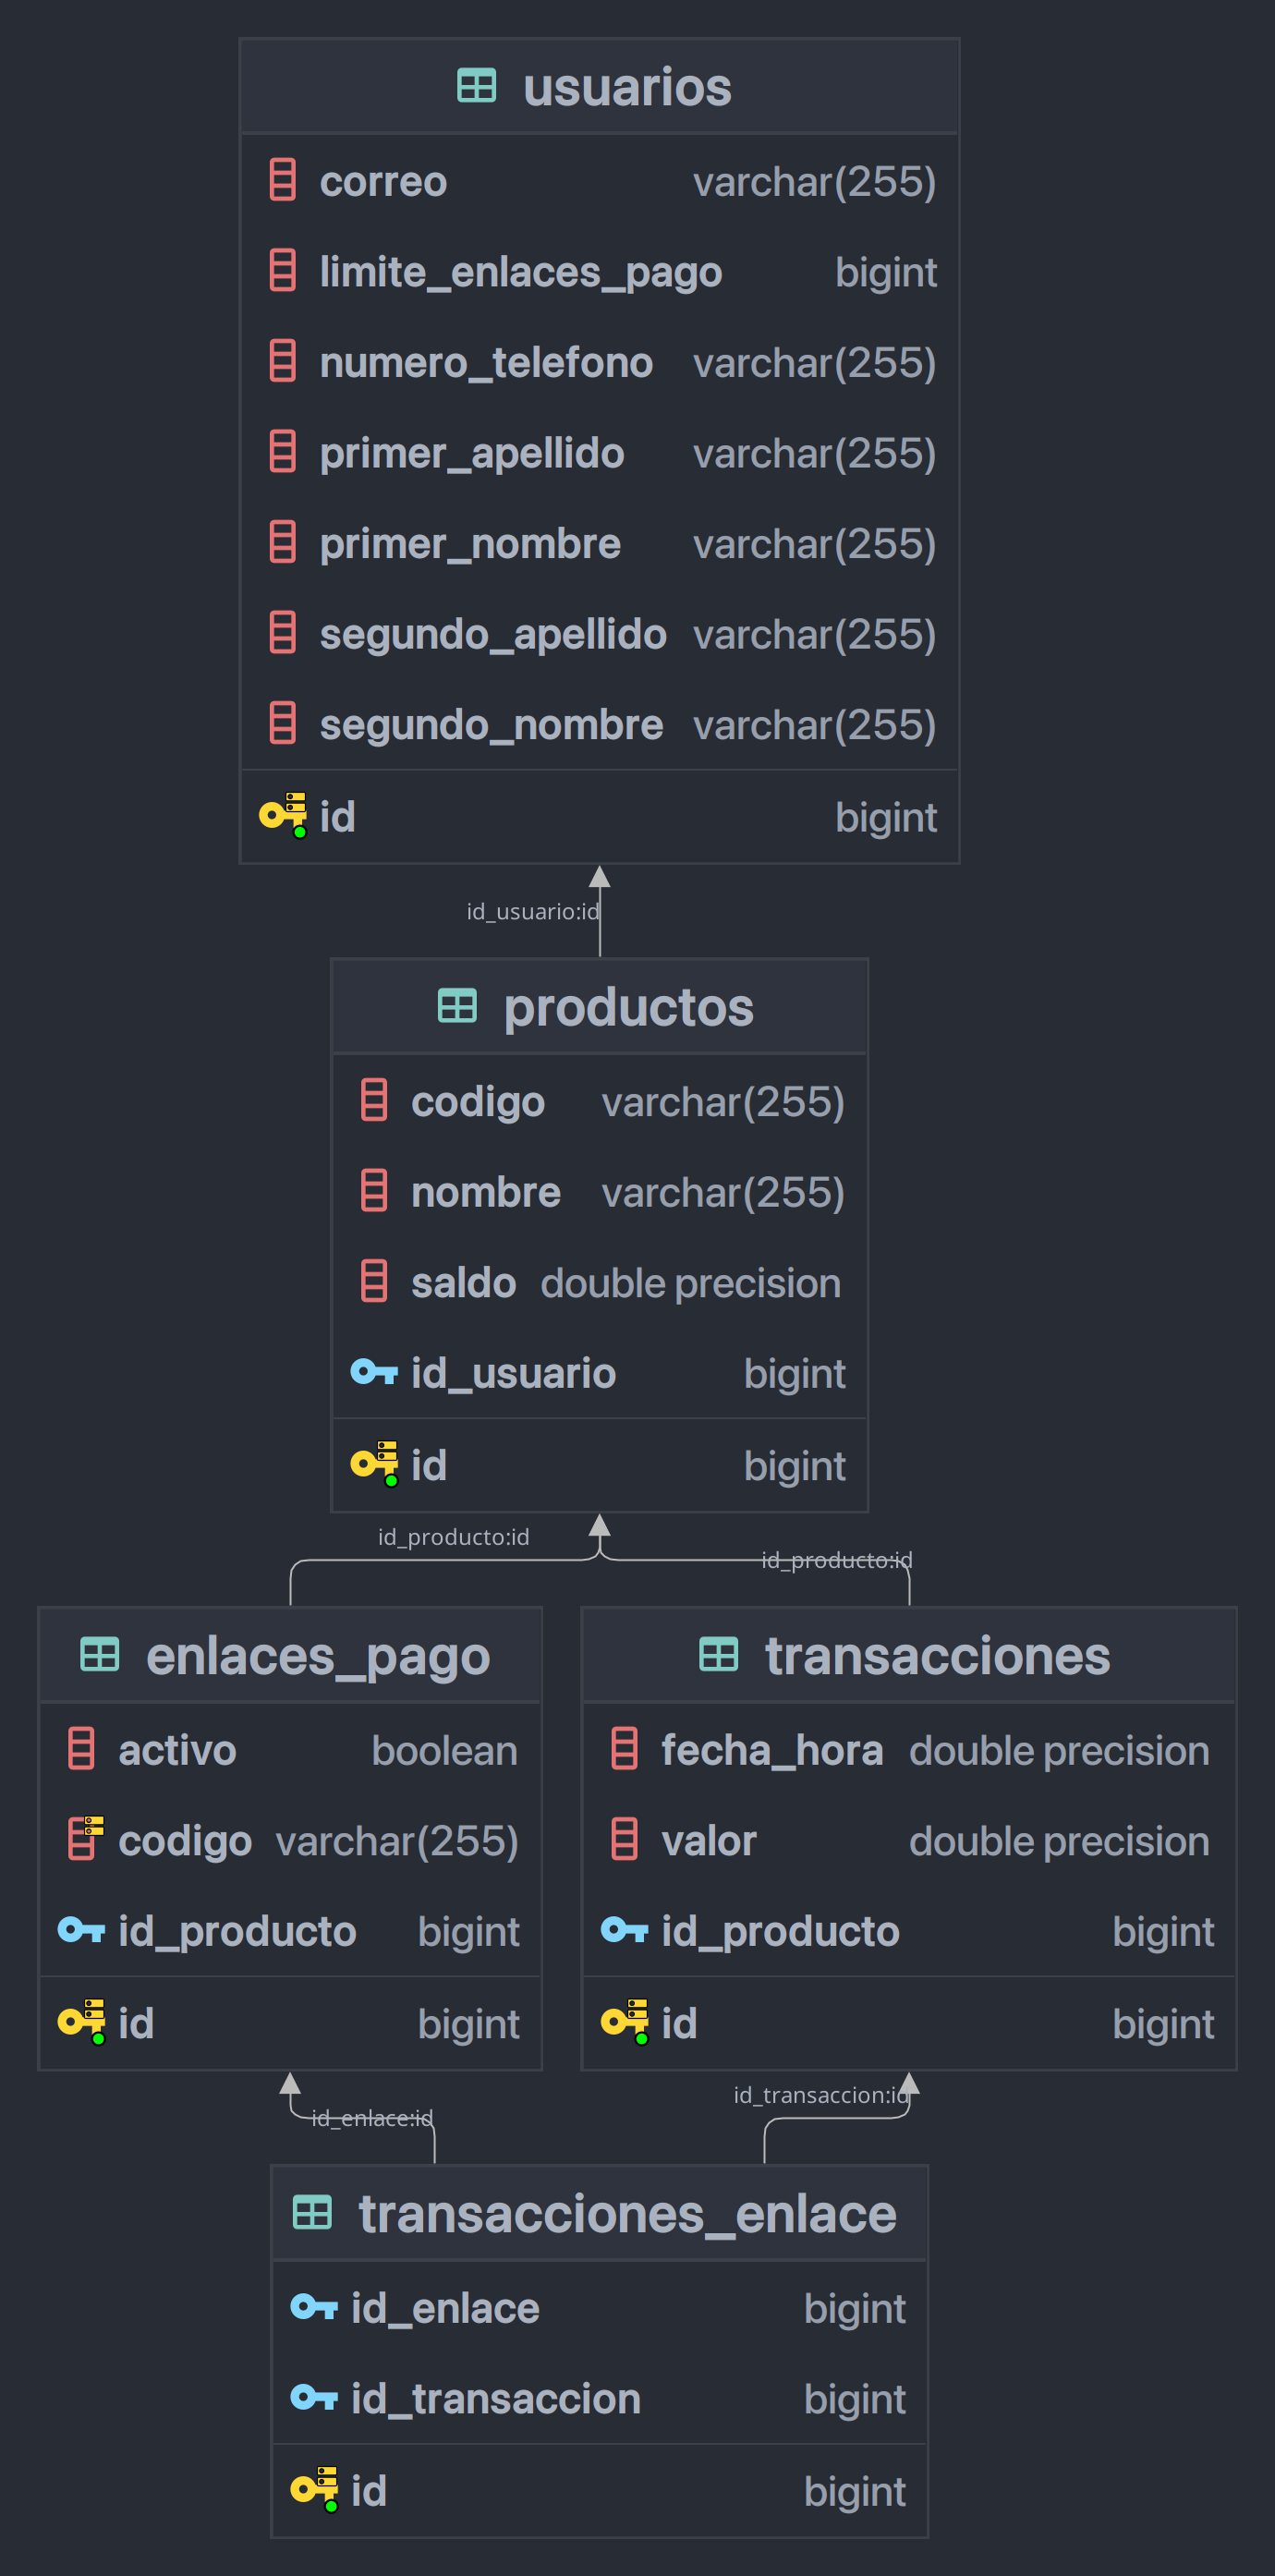 usuarios
correo varchar(255)
limite_enlaces_pago bigint
numero_telefono varchar(255)
primer_apellido varchar(255)
primer_nombre varchar(255)
segundo_apellido varchar(255)
segundo_nombre varchar(255)
id bigint
id_usuario:id
productos
codigo varchar(255)
nombre varchar(255)
saldo double precision
id_usuario bigint
id bigint
id_producto:id
id_producto:id
enlaces_pago
activo boolean
codigo varchar(255)
id_producto bigint
id bigint
transacciones
fecha_hora double precision
valor double precision
id_producto bigint
id bigint
id_enlace:id
id_transaccion:id
transacciones_enlace
id_enlace bigint
id_transaccion bigint
id bigint